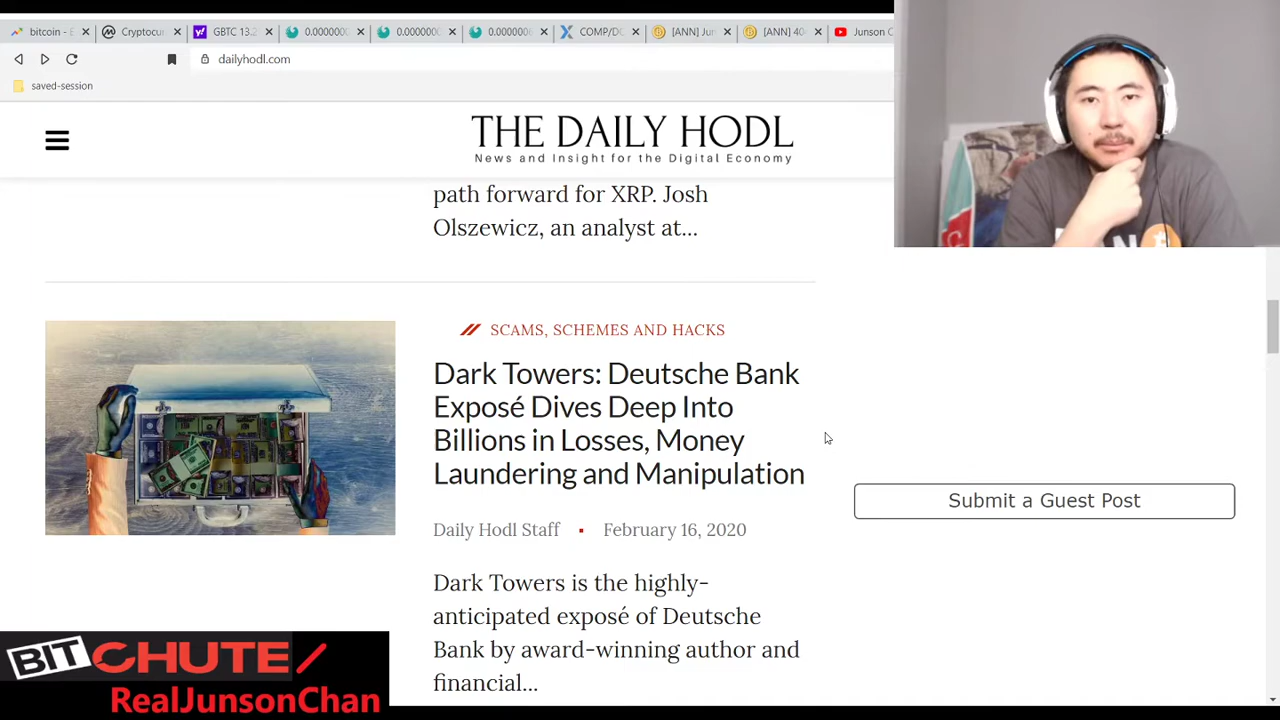 bitcoin - E
Cryptocur
GBTC 13.2
0.000000
0.000000
0.000000
COMP/DC
[ANN] Jun
[ANN] 40
Junson C
dailyhodl.com
saved-session
THE DAILY HODL
News and Insight for the Digital Economy
path forward for XRP. Josh
Olszewicz, an analyst at...
SCAMS, SCHEMES AND HACKS
Dark Towers: Deutsche Bank
Exposé Dives Deep Into
Billions in Losses, Money
Laundering and Manipulation
Daily Hodl Staff ▪ February 16, 2020
Dark Towers is the highly-
anticipated exposé of Deutsche
Bank by award-winning author and
financial...
Submit a Guest Post
BITCHUTE/
RealJunsonChan